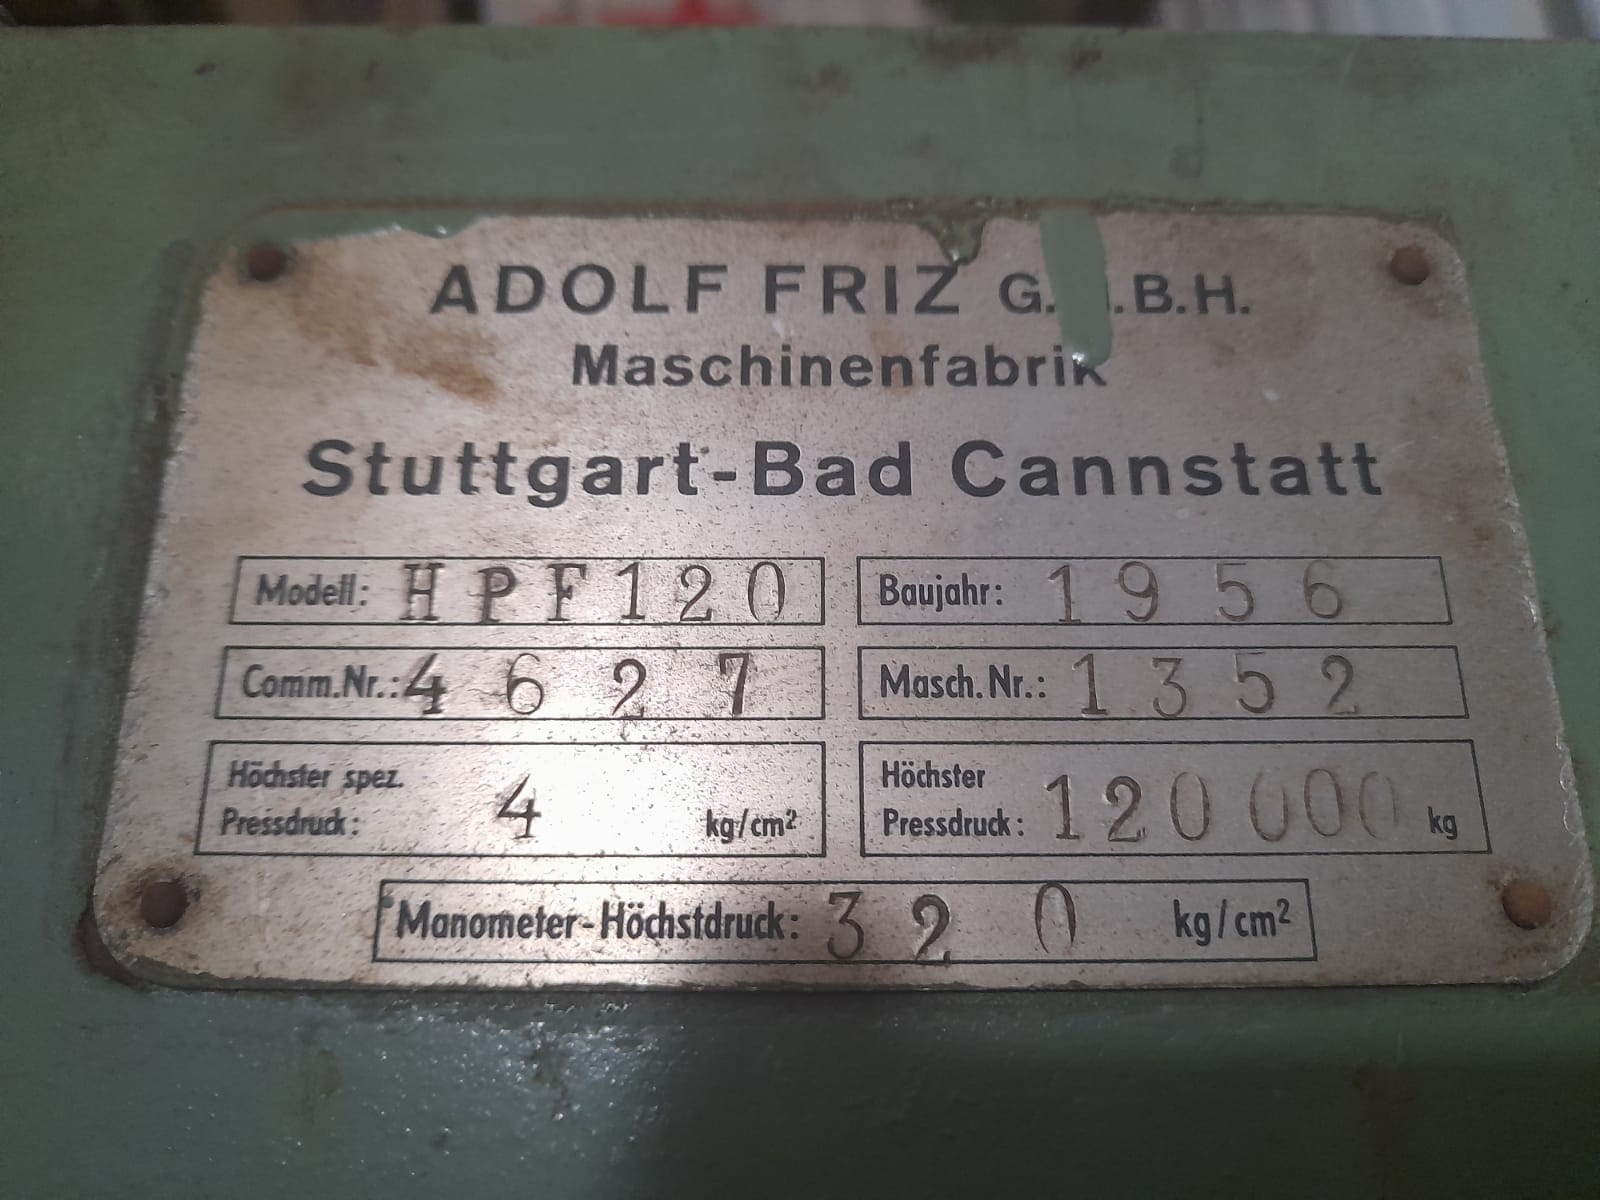 ADOLF FRIZ G. .B.H.
Maschinenfabrik
Stuttgart-Bad Cannstatt
Modell: HPF120 Baujahr: 1956
Comm.Nr.: 4627 Masch.Nr.: 1352
Höchster spez. Pressdruck: 4 kg/cm² Höchster Pressdruck: 120000 kg
Manometer-Höchstdruck: 320 kg/cm²